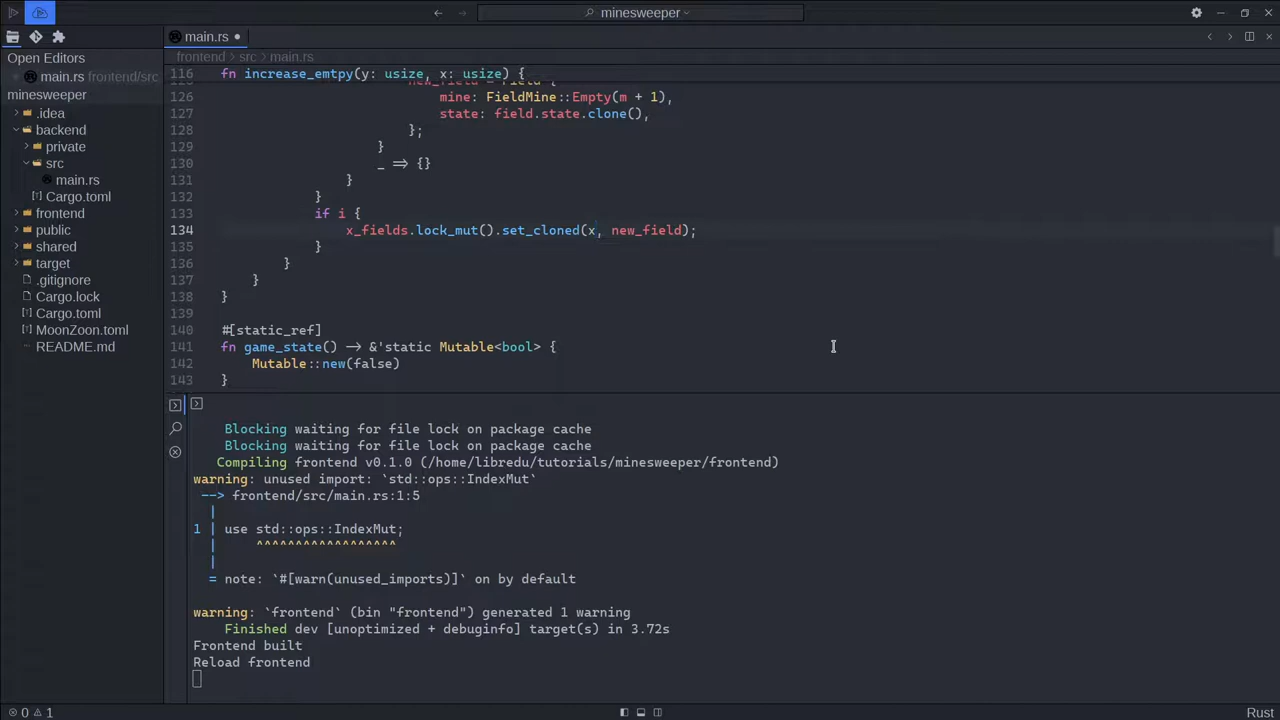 minesweeper
main.rs
Open Editors
main.rs frontend/src
minesweeper
.idea
backend
private
src
main.rs
Cargo.toml
frontend
public
shared
target
.gitignore
Cargo.lock
Cargo.toml
MoonZoon.toml
README.md
frontend > src > main.rs
116 fn increase_emtpy(y: usize, x: usize) {
new_field = Field {
126 mine: FieldMine::Empty(m + 1),
127 state: field.state.clone(),
128 };
129 }
130 _ => {}
131 }
132 }
133 if i {
134 x_fields.lock_mut().set_cloned(x, new_field);
135 }
136 }
137 }
138 }
139
140 #[static_ref]
141 fn game_state() -> &'static Mutable<bool> {
142 Mutable::new(false)
143 }
Blocking waiting for file lock on package cache
Blocking waiting for file lock on package cache
Compiling frontend v0.1.0 (/home/libredu/tutorials/minesweeper/frontend)
warning: unused import: `std::ops::IndexMut`
--> frontend/src/main.rs:1:5
|
1 | use std::ops::IndexMut;
| ^^^^^^^^^^^^^^^^^^
|
= note: `#[warn(unused_imports)]` on by default
warning: `frontend` (bin "frontend") generated 1 warning
Finished dev [unoptimized + debuginfo] target(s) in 3.72s
Frontend built
Reload frontend
0 1
Rust